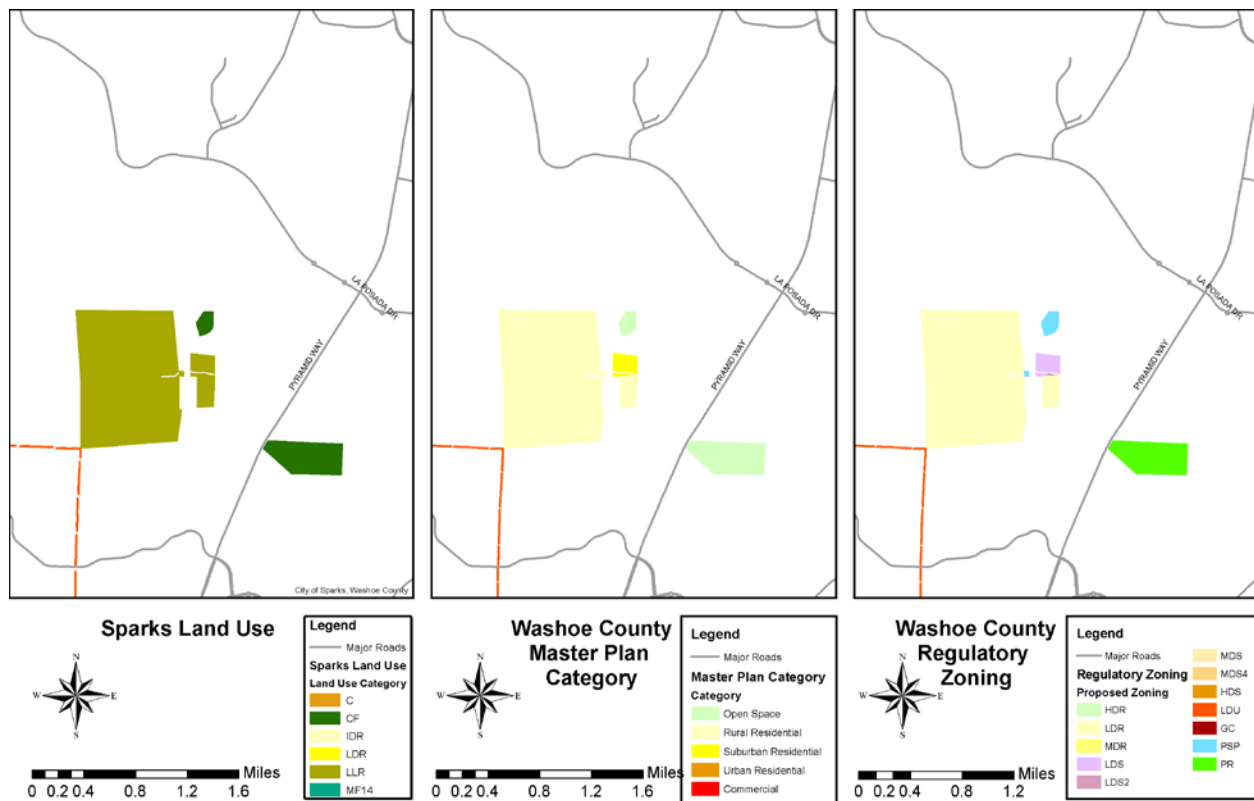 LA POSADA DR
PYRAMID WAY
City of Sparks, Washoe County
LA POSADA DR
PYRAMID WAY
LA POSADA DR
PYRAMID WAY
Sparks Land Use
N
W E
S
0 0.2 0.4 0.8 1.2 1.6
Miles
Legend
Major Roads
Sparks Land Use
Land Use Category
C
CF
IDR
LDR
LLR
MF14
Washoe County
Master Plan
Category
N
W E
S
0 0.2 0.4 0.8 1.2 1.6
Miles
Legend
Major Roads
Master Plan Category
Category
Open Space
Rural Residential
Suburban Residential
Urban Residential
Commercial
Washoe County
Regulatory
Zoning
N
W E
S
0 0.2 0.4 0.8 1.2
Miles
Legend
Major Roads
Regulatory Zoning
Proposed Zoning
HDR
LDR
MDR
LDS
LDS2
MDS
MDS4
HDS
LDU
GC
PSP
PR